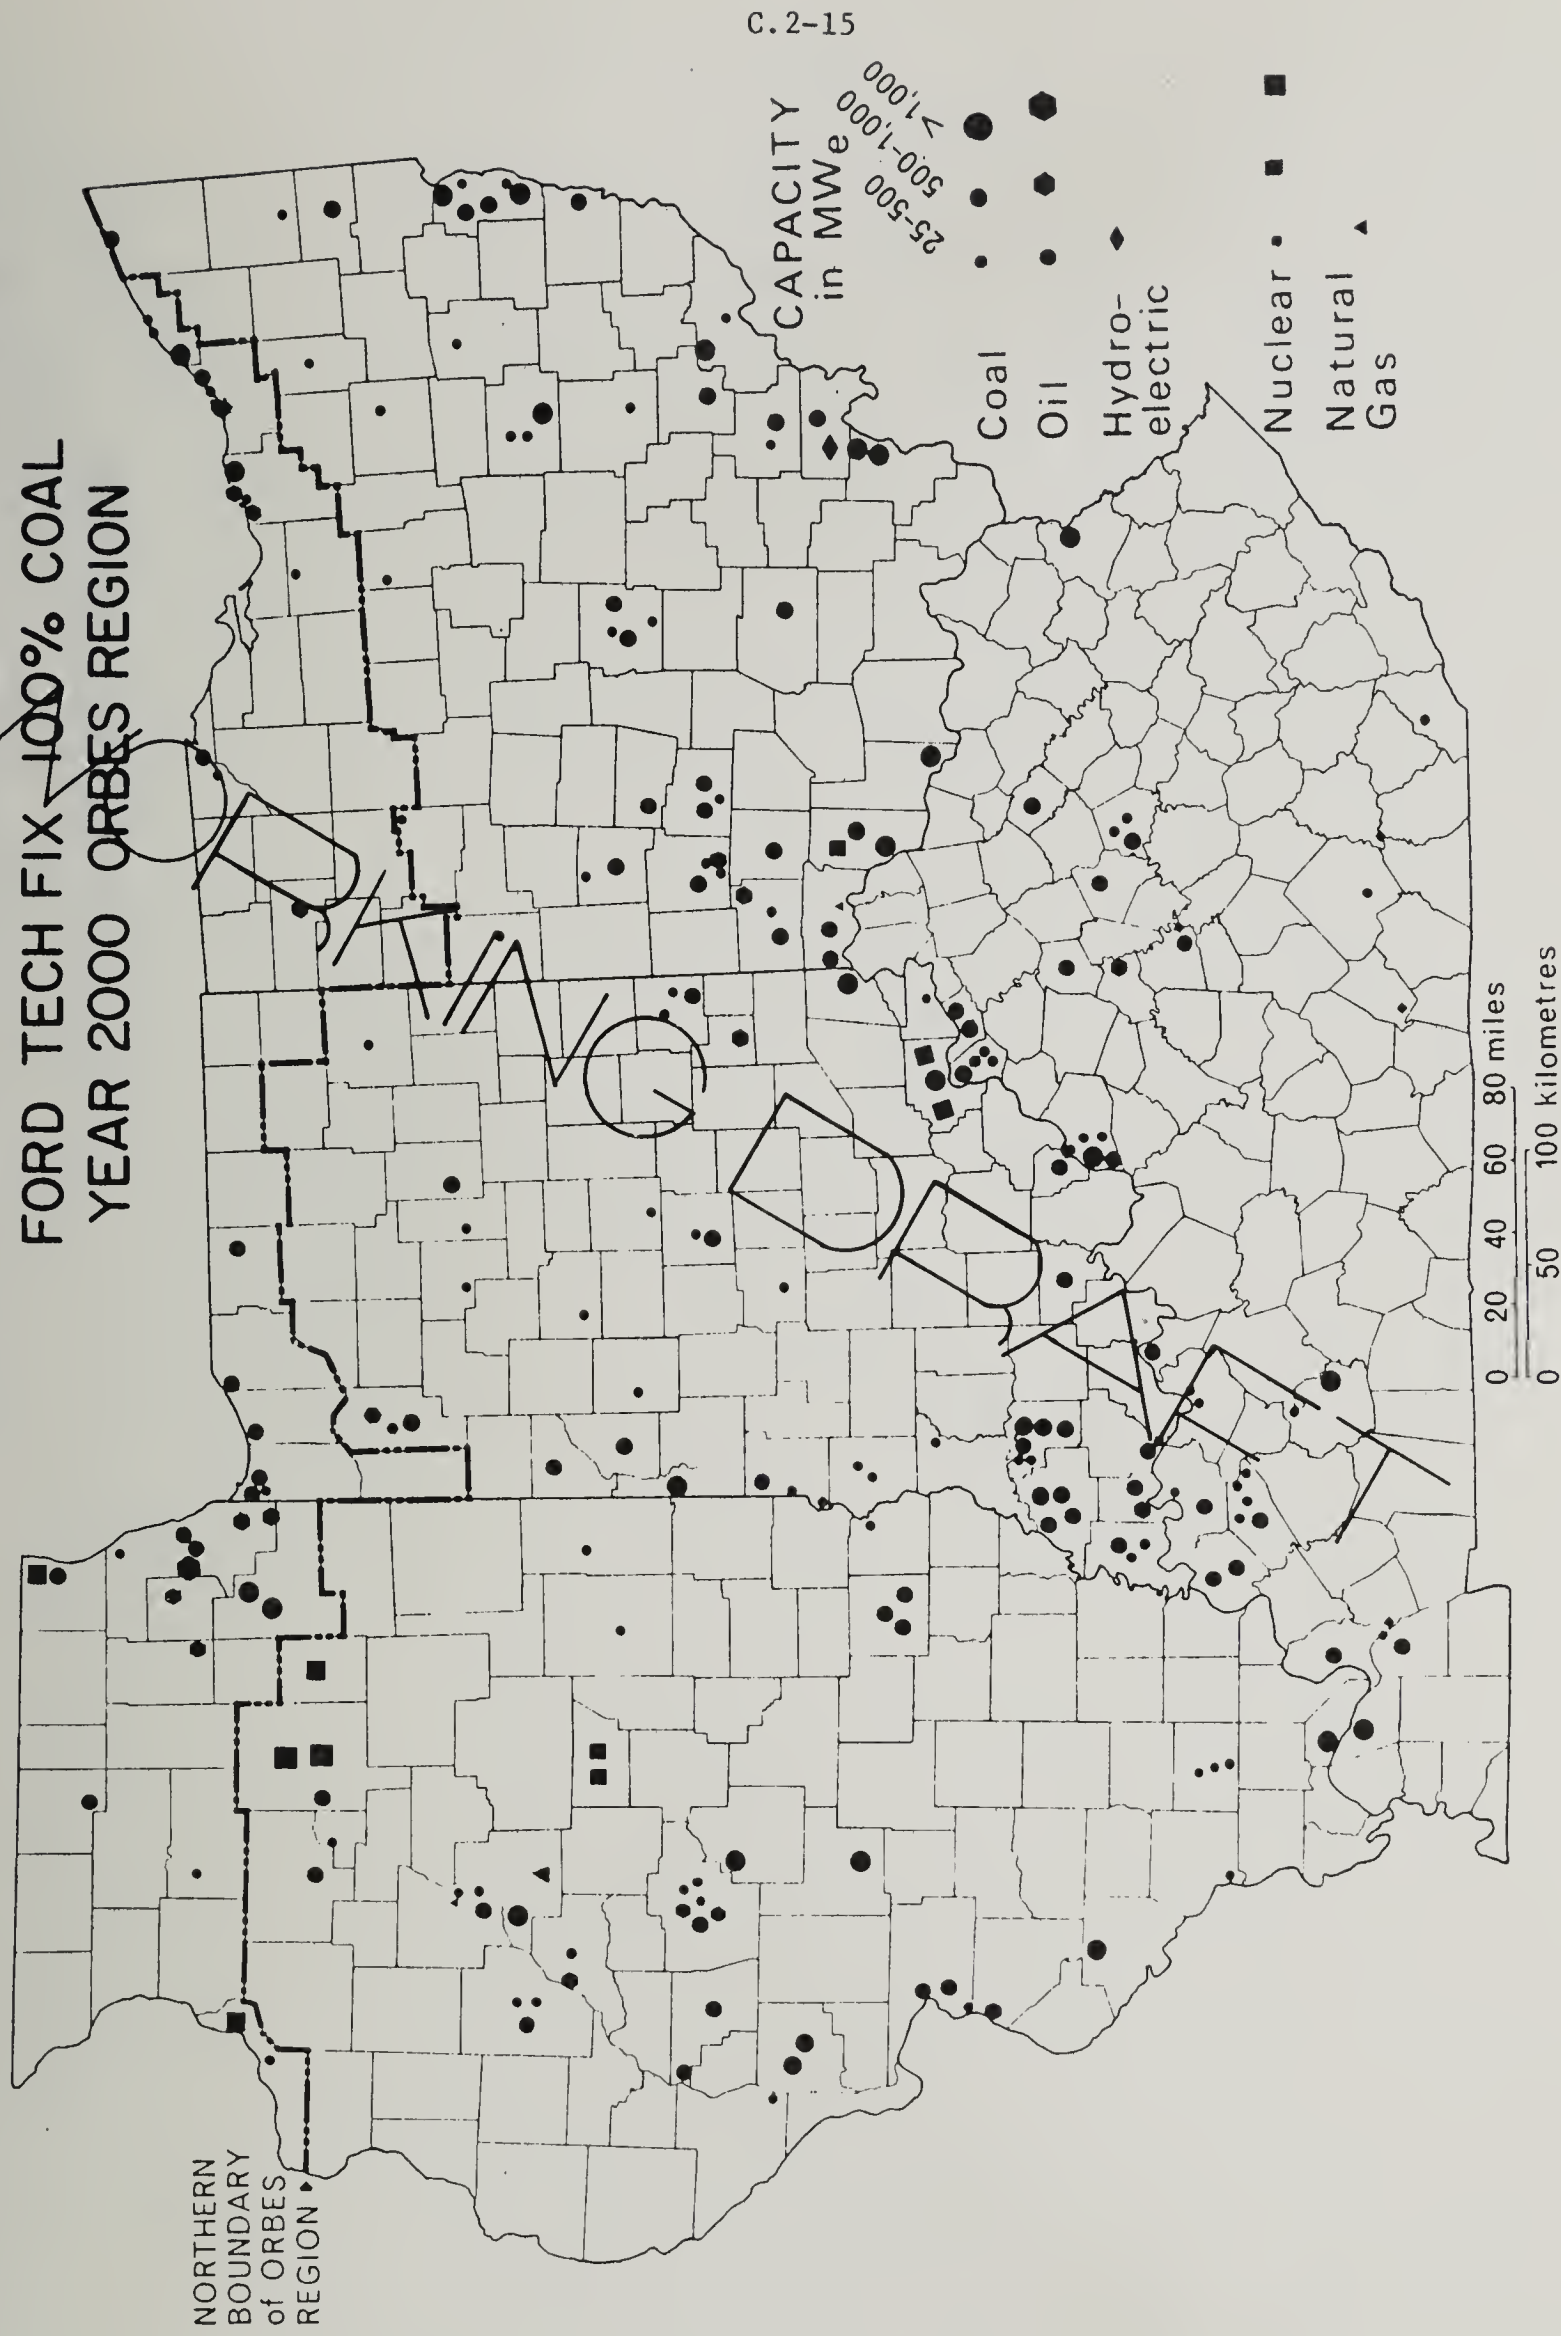 C.2-15
FORD TECH FIX 100% COAL
YEAR 2000 ORBES REGION
WORKING DRAFT
CAPACITY
in MWe
25-500
500-1,000
>1,000
Coal
Oil
Hydro-
electric
Nuclear
Natural
Gas
NORTHERN
BOUNDARY
of ORBES
REGION
0 20 40 60 80 miles
0 50 100 kilometres